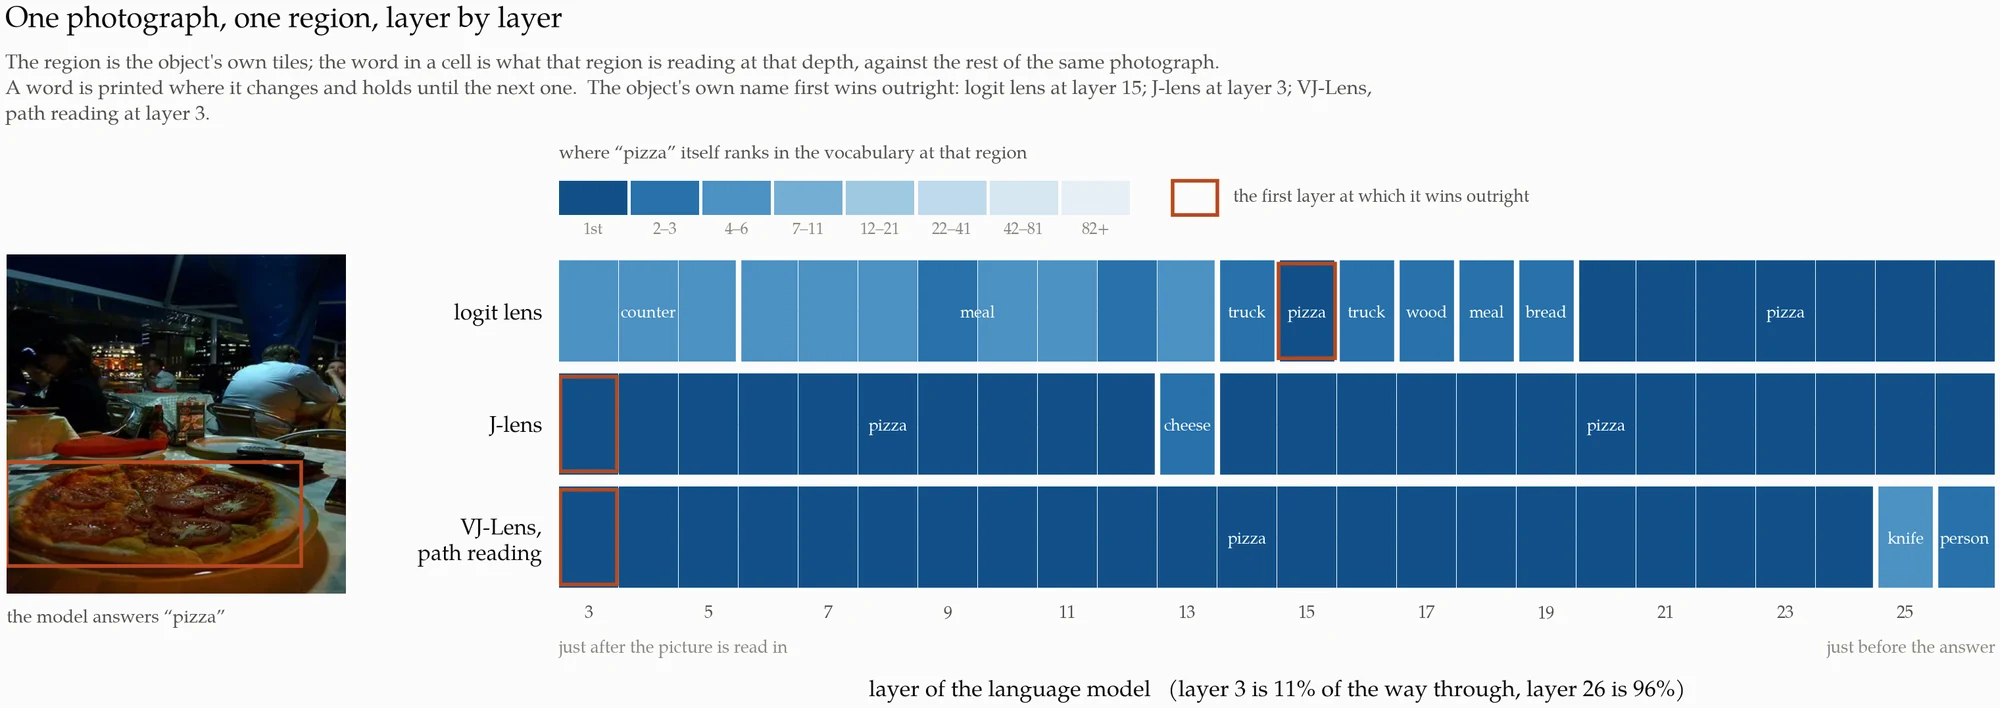 One photograph, one region, layer by layer
The region is the object's own tiles; the word in a cell is what that region is reading at that depth, against the rest of the same photograph.
A word is printed where it changes and holds until the next one.  The object's own name first wins outright: logit lens at layer 15; J-lens at layer 3; VJ-Lens,
path reading at layer 3.
where “pizza” itself ranks in the vocabulary at that region
the first layer at which it wins outright
1st 2–3 4–6 7–11 12–21 22–41 42–81 82+
logit lens counter meal truck pizza truck wood meal bread pizza
J-lens pizza cheese pizza
VJ-Lens,
path reading pizza knife person
3 5 7 9 11 13 15 17 19 21 23 25
the model answers “pizza”
just after the picture is read in just before the answer
layer of the language model (layer 3 is 11% of the way through, layer 26 is 96%)